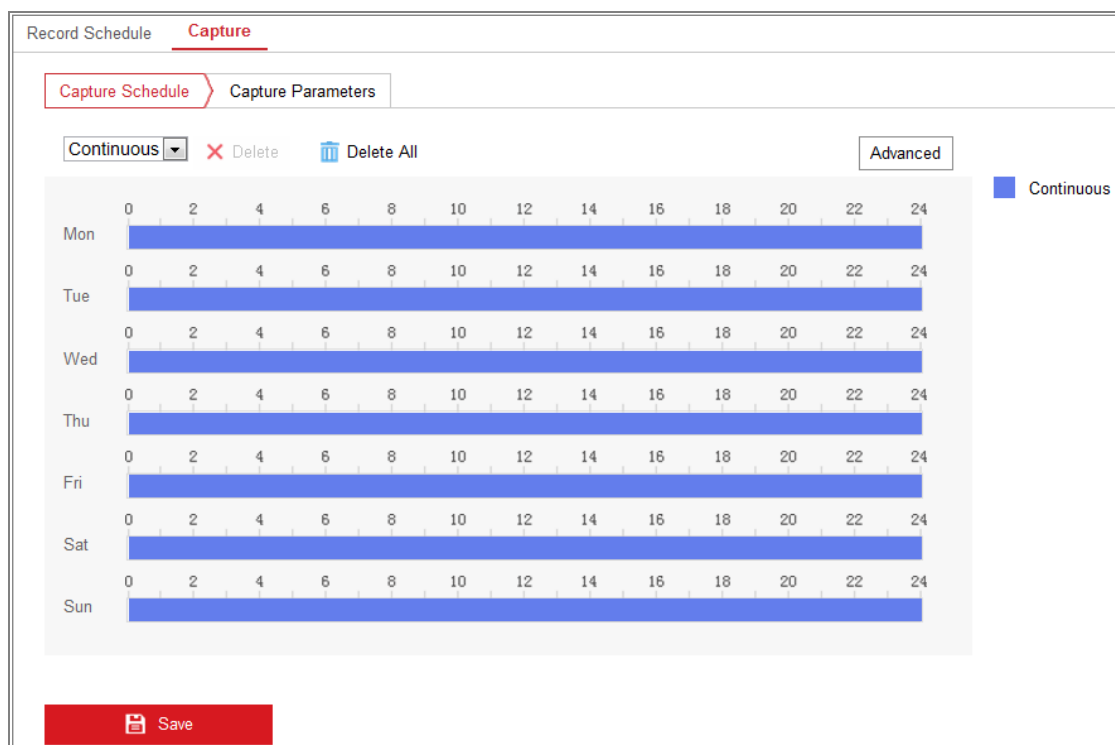 Record Schedule Capture
Capture Schedule Capture Parameters
Continuous Delete Delete All Advanced
Continuous
0 2 4 6 8 10 12 14 16 18 20 22 24
Mon
0 2 4 6 8 10 12 14 16 18 20 22 24
Tue
0 2 4 6 8 10 12 14 16 18 20 22 24
Wed
0 2 4 6 8 10 12 14 16 18 20 22 24
Thu
0 2 4 6 8 10 12 14 16 18 20 22 24
Fri
0 2 4 6 8 10 12 14 16 18 20 22 24
Sat
0 2 4 6 8 10 12 14 16 18 20 22 24
Sun
Save